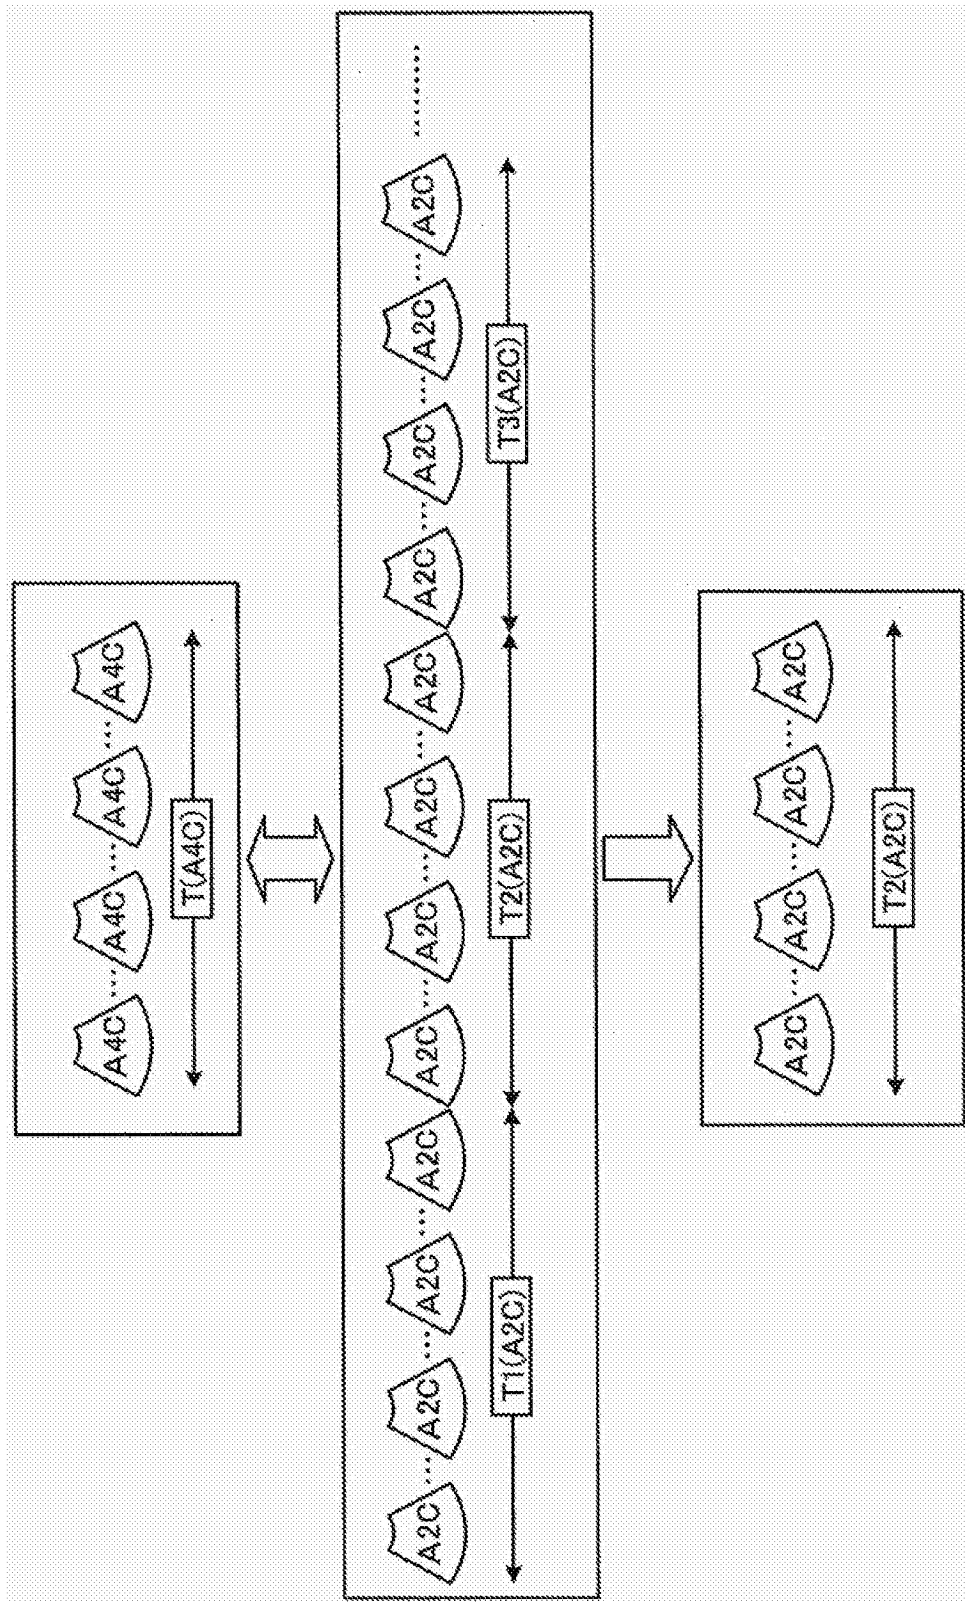 A4C ... A4C ... A4C ... A4C
T(A4C)
A2C ... A2C ... A2C ... A2C A2C ... A2C ... A2C ... A2C A2C ... A2C ... A2C ... A2C .........
T1(A2C) T2(A2C) T3(A2C)
A2C ... A2C ... A2C ... A2C
T2(A2C)